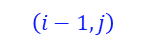 (i − 1, j)